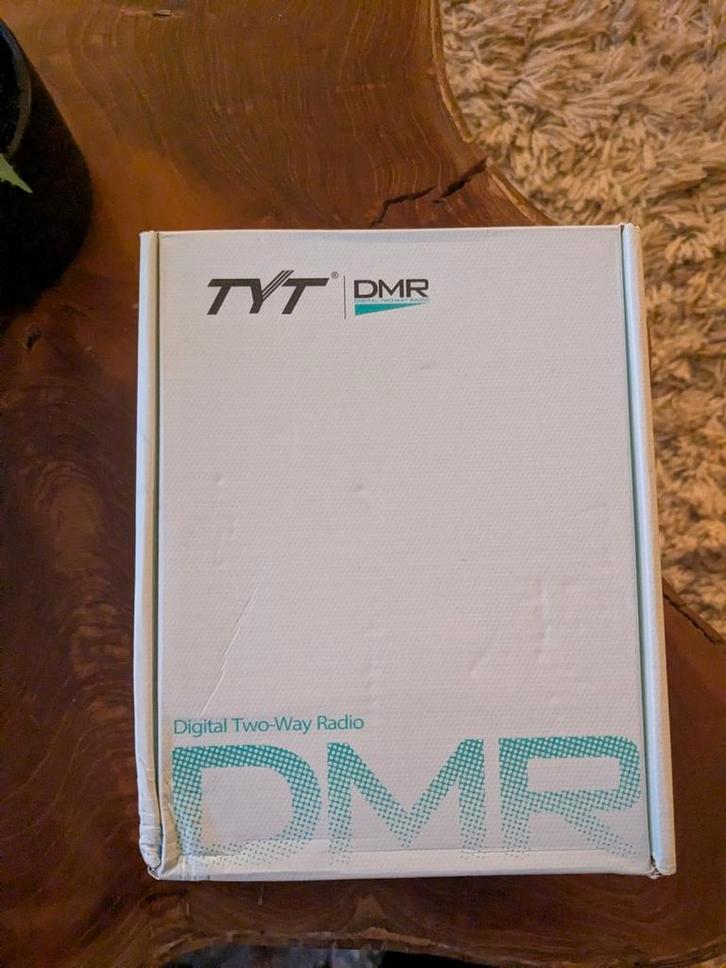 TYT® DMR
DIGITAL TWO-WAY RADIO
Digital Two-Way Radio
DMR